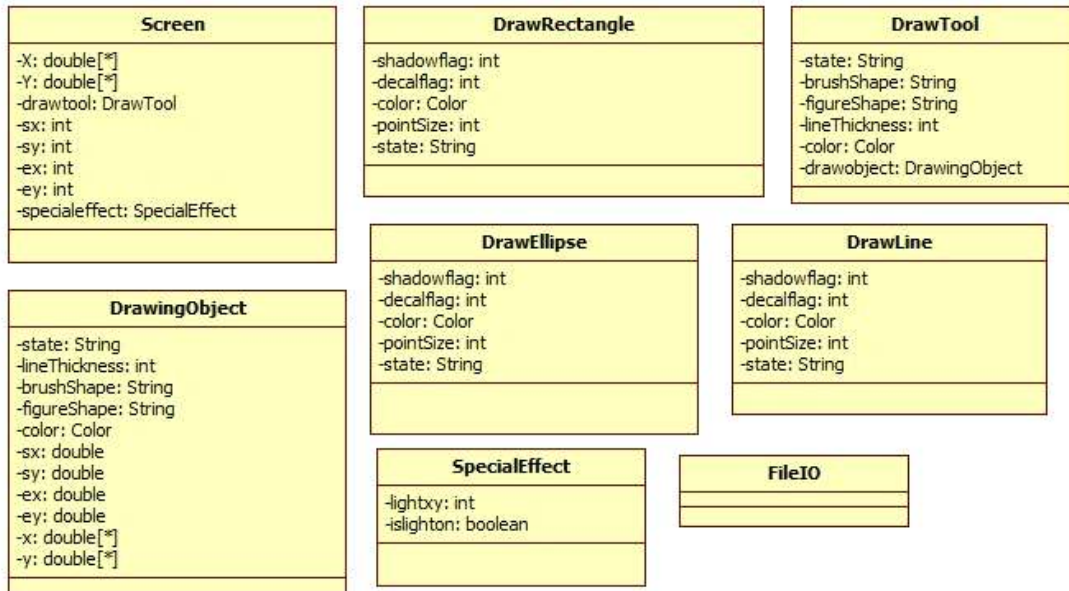 Screen
-X: double[*]
-Y: double[*]
-drawtool: DrawTool
-sx: int
-sy: int
-ex: int
-ey: int
-specialeffect: SpecialEffect
DrawRectangle
-shadowflag: int
-decalflag: int
-color: Color
-pointSize: int
-state: String
DrawTool
-state: String
-brushShape: String
-figureShape: String
-lineThickness: int
-color: Color
-drawobject: DrawingObject
DrawEllipse
-shadowflag: int
-decalflag: int
-color: Color
-pointSize: int
-state: String
DrawLine
-shadowflag: int
-decalflag: int
-color: Color
-pointSize: int
-state: String
DrawingObject
-state: String
-lineThickness: int
-brushShape: String
-figureShape: String
-color: Color
-sx: double
-sy: double
-ex: double
-ey: double
-x: double[*]
-y: double[*]
SpecialEffect
-lightxy: int
-islighton: boolean
FileIO